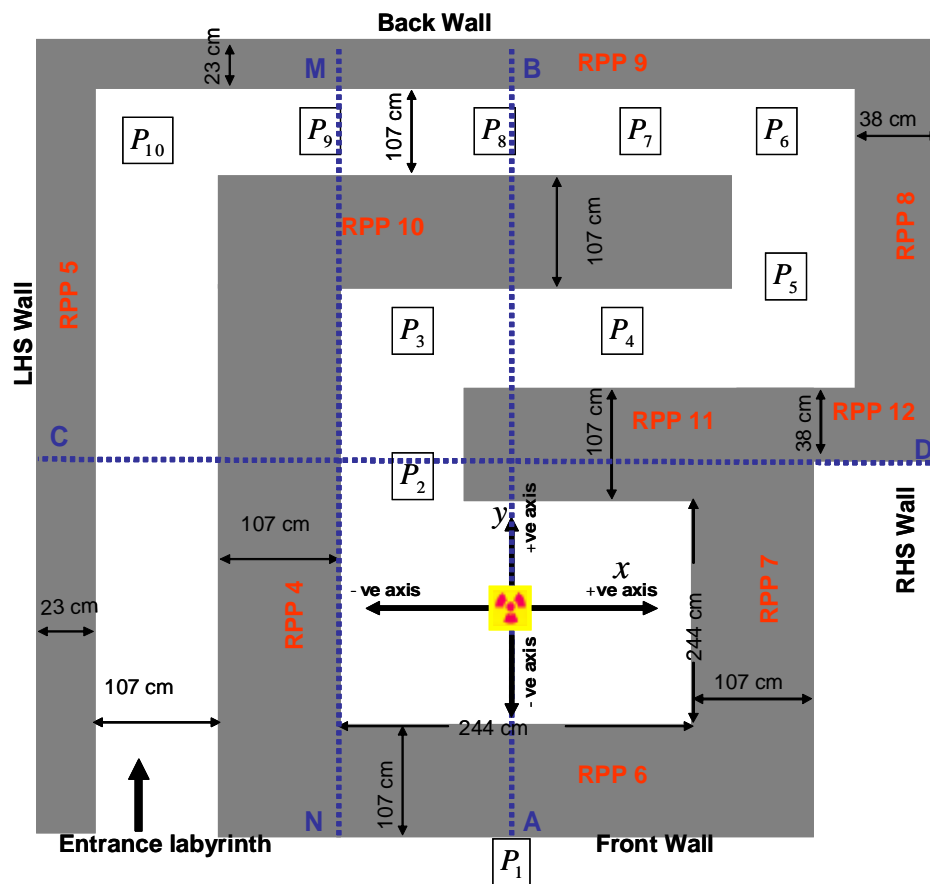 Back Wall
23 cm
M
B
RPP 9
P₁₀
P₉
107 cm
P₈
P₇
P₆
38 cm
RPP 8
RPP 10
107 cm
RPP 5
P₅
LHS Wall
P₃
P₄
C
107 cm
RPP 11
38 cm
RPP 12
D
P₂
y
+ve axis
RHS Wall
107 cm
RPP 4
- ve axis
x
+ve axis
RPP 7
244 cm
23 cm
- ve axis
107 cm
107 cm
244 cm
107 cm
RPP 6
N
A
Entrance labyrinth
Front Wall
P₁